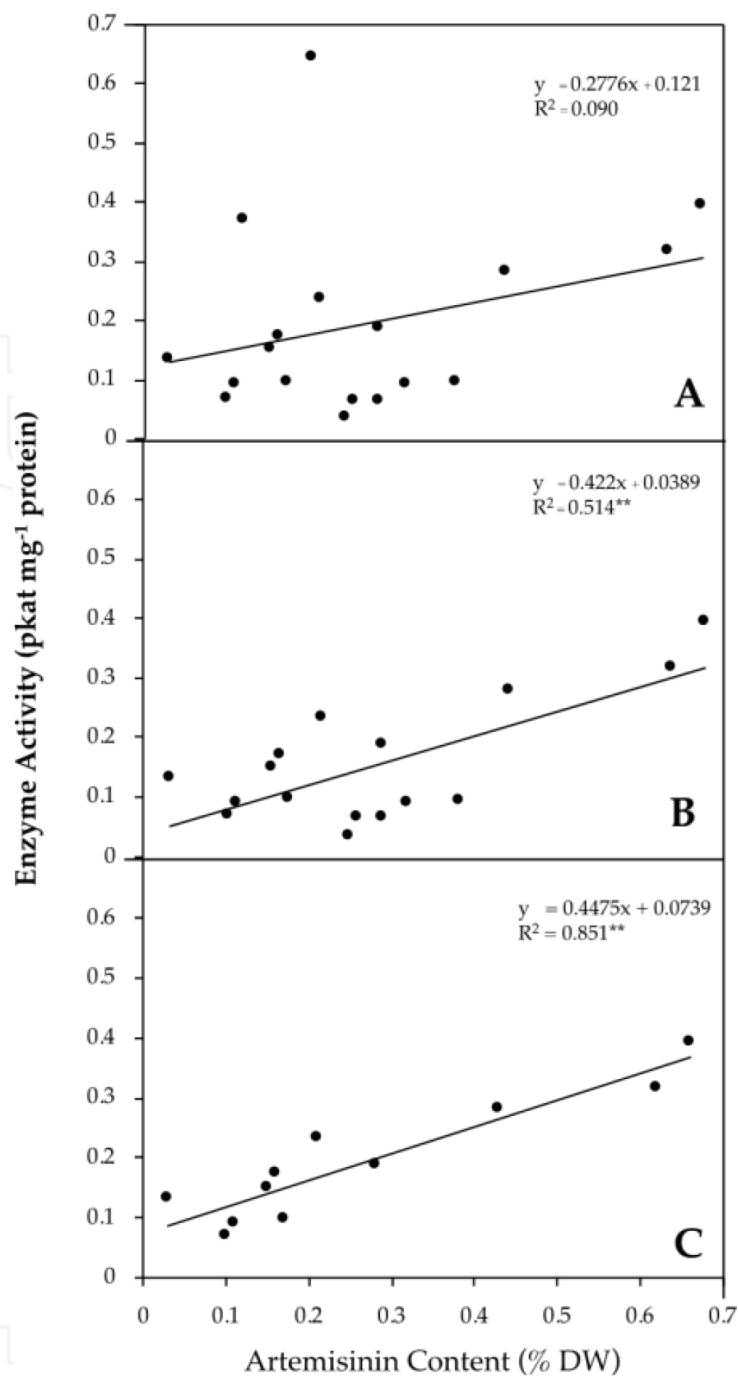 Enzyme Activity (pkat mg⁻¹ protein)
0.7
0.6
0.5
0.4
0.3
0.2
0.1
0
y = 0.2776x + 0.121
R² = 0.090
A
0.6
0.5
0.4
0.3
0.2
0.1
0
y = 0.422x + 0.0389
R² = 0.514**
B
0.6
0.5
0.4
0.3
0.2
0.1
0
y = 0.4475x + 0.0739
R² = 0.851**
C
0 0.1 0.2 0.3 0.4 0.5 0.6 0.7
Artemisinin Content (% DW)